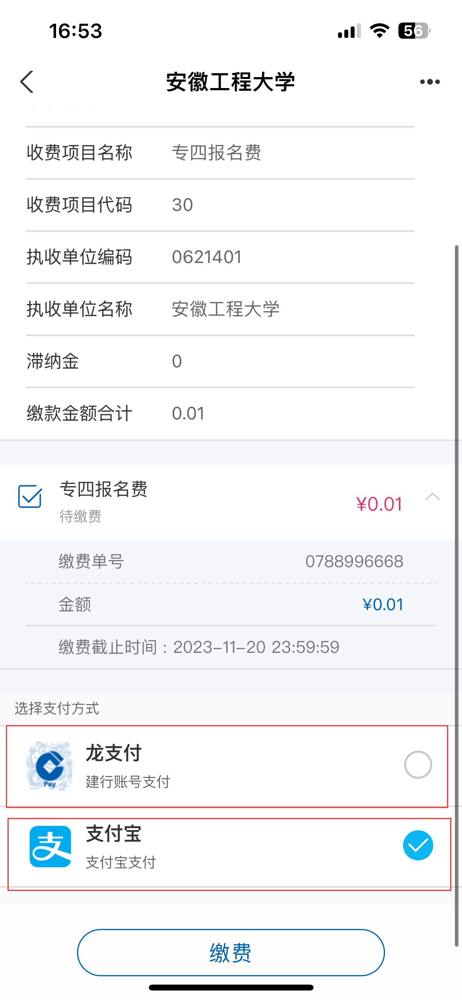 16:53
56
安徽工程大学
收费项目名称 专四报名费
收费项目代码 30
执收单位编码 0621401
执收单位名称 安徽工程大学
滞纳金 0
缴款金额合计 0.01
专四报名费
¥0.01
待缴费
缴费单号 0788996668
金额 ¥0.01
缴费截止时间：2023-11-20 23:59:59
选择支付方式
龙支付
Pay
建行账号支付
支付宝
支
支付宝支付
缴费